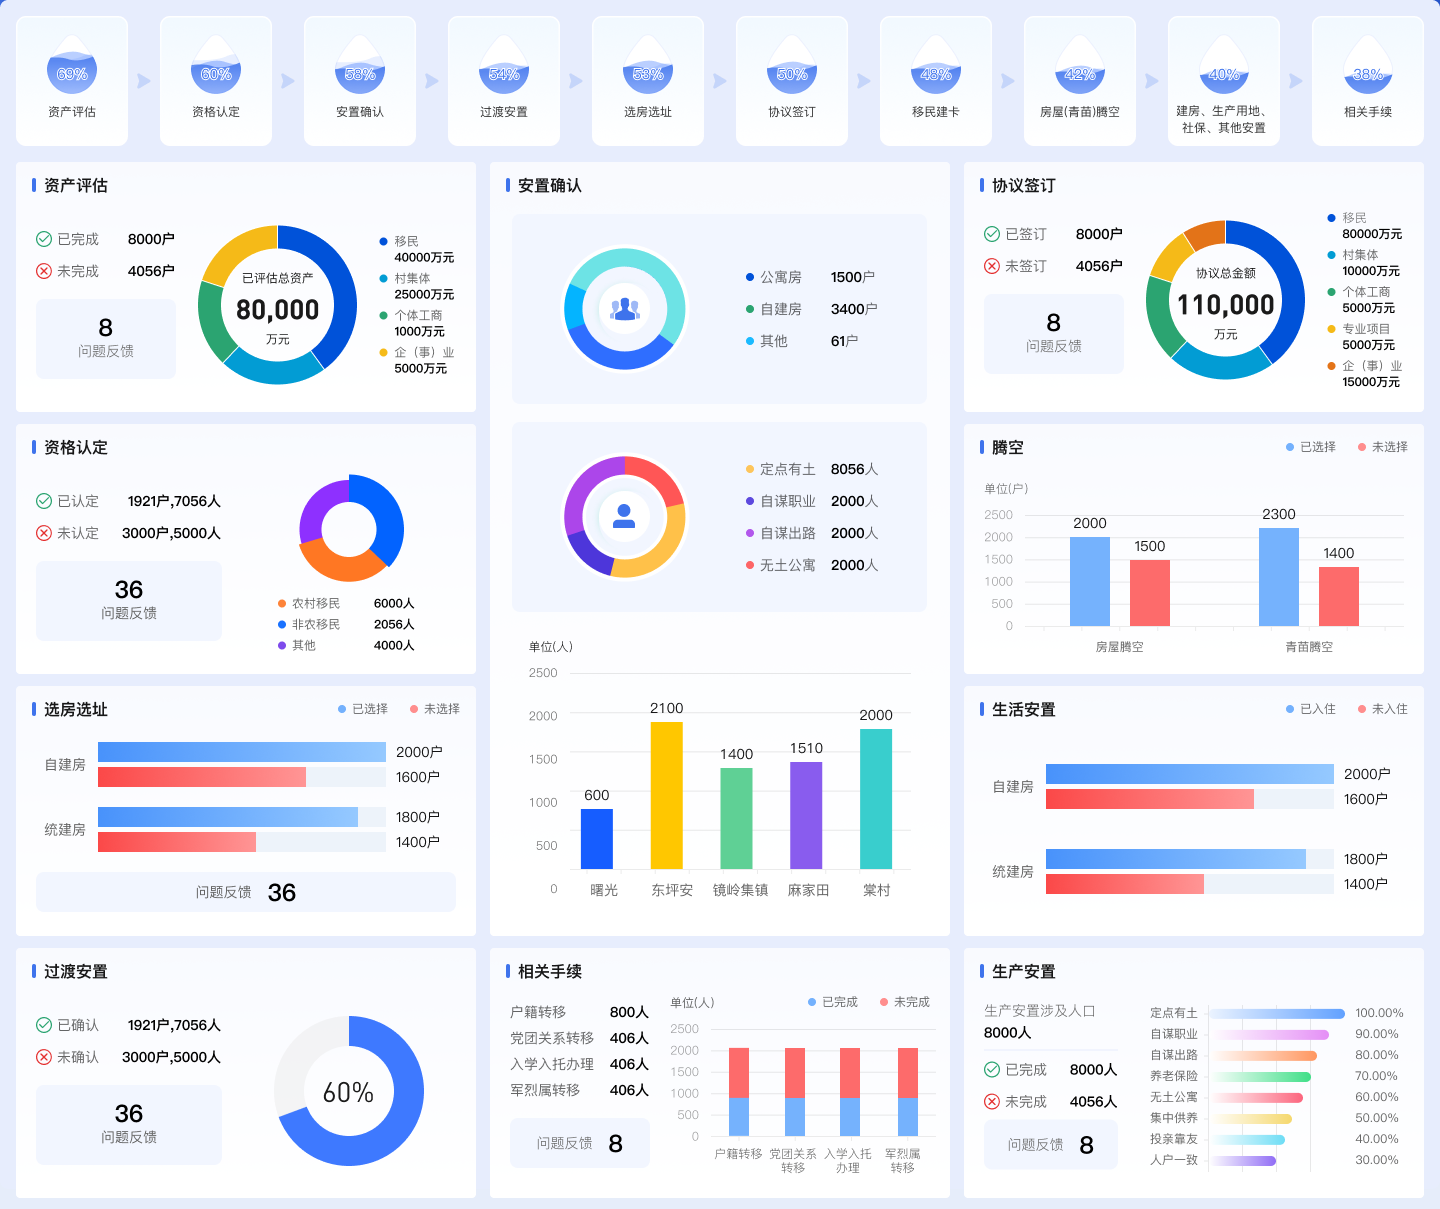 69%
资产评估
60%
资格认定
58%
安置确认
54%
过渡安置
53%
选房选址
50%
协议签订
48%
移民建卡
42%
房屋(青苗)腾空
40%
建房、生产用地、
社保、其他安置
38%
相关手续
资产评估
已完成 8000户
未完成 4056户
8
问题反馈
已评估总资产
80,000
万元
移民
40000万元
村集体
25000万元
个体工商
1000万元
企（事）业
5000万元
资格认定
已认定 1921户,7056人
未认定 3000户,5000人
36
问题反馈
农村移民 6000人
非农移民 2056人
其他 4000人
选房选址
已选择 未选择
自建房
2000户
1600户
统建房
1800户
1400户
问题反馈 36
过渡安置
已确认 1921户,7056人
未确认 3000户,5000人
36
问题反馈
60%
安置确认
公寓房 1500户
自建房 3400户
其他 61户
定点有土 8056人
自谋职业 2000人
自谋出路 2000人
无土公寓 2000人
单位(人)
2500
2000
1500
1000
500
0
600
2100
1400
1510
2000
曙光 东坪安 镜岭集镇 麻家田 棠村
相关手续
户籍转移 800人
党团关系转移 406人
入学入托办理 406人
军烈属转移 406人
问题反馈 8
单位(人)
已完成 未完成
2500
2000
1500
1000
500
0
户籍转移 党团关系 入学入托 军烈属
转移 办理 转移
协议签订
已签订 8000户
未签订 4056户
8
问题反馈
协议总金额
110,000
万元
移民
80000万元
村集体
10000万元
个体工商
5000万元
专业项目
5000万元
企（事）业
15000万元
腾空
已选择 未选择
单位(户)
2500
2000
1500
1000
500
0
2000
1500
2300
1400
房屋腾空 青苗腾空
生活安置
已入住 未入住
自建房
2000户
1600户
统建房
1800户
1400户
生产安置
生产安置涉及人口
8000人
已完成 8000人
未完成 4056人
问题反馈 8
定点有土 100.00%
自谋职业 90.00%
自谋出路 80.00%
养老保险 70.00%
无土公寓 60.00%
集中供养 50.00%
投亲靠友 40.00%
人户一致 30.00%